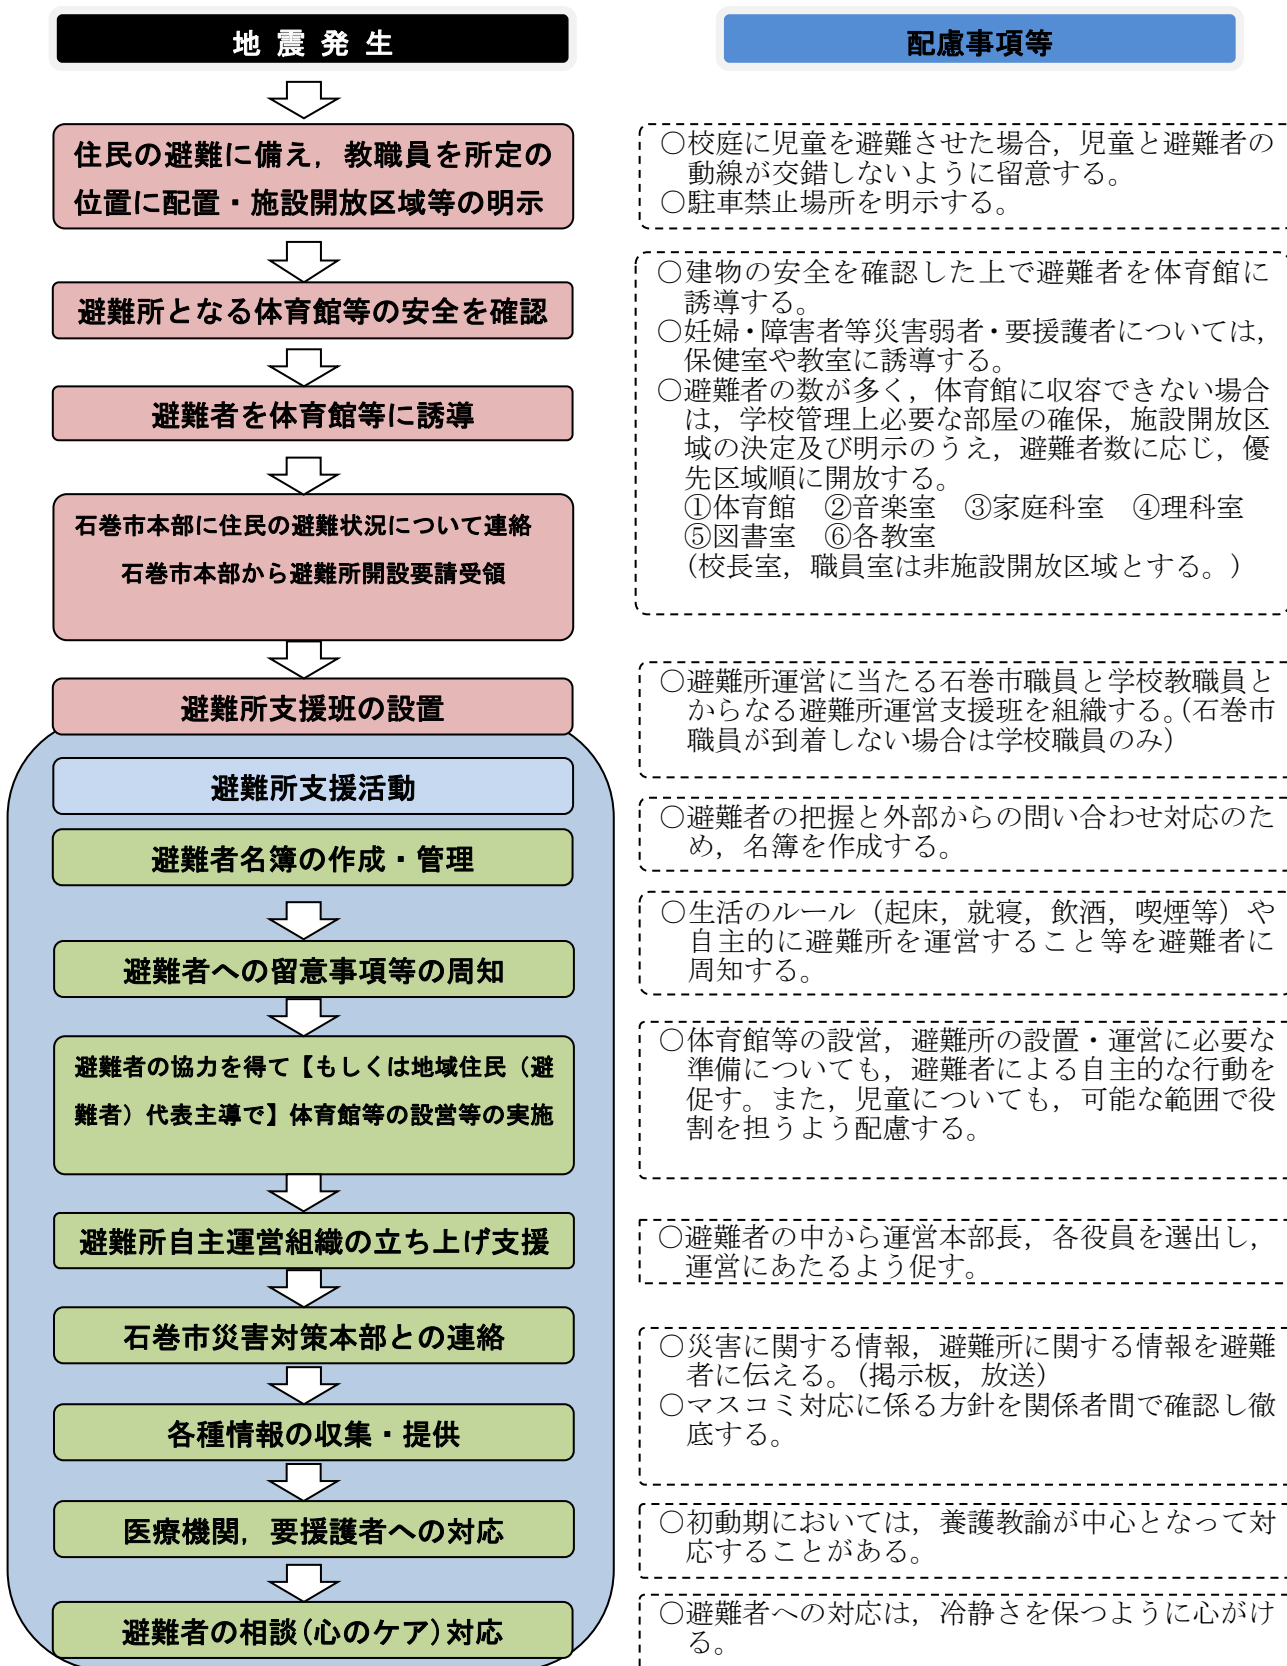 地 震 発 生
配慮事項等
住民の避難に備え，教職員を所定の
位置に配置・施設開放区域等の明示
○校庭に児童を避難させた場合，児童と避難者の
動線が交錯しないように留意する。
○駐車禁止場所を明示する。
避難所となる体育館等の安全を確認
避難者を体育館等に誘導
石巻市本部に住民の避難状況について連絡
石巻市本部から避難所開設要請受領
○建物の安全を確認した上で避難者を体育館に
誘導する。
○妊婦・障害者等災害弱者・要援護者については，
保健室や教室に誘導する。
○避難者の数が多く，体育館に収容できない場合
は，学校管理上必要な部屋の確保，施設開放区
域の決定及び明示のうえ，避難者数に応じ，優
先区域順に開放する。
①体育館　②音楽室　③家庭科室　④理科室
⑤図書室　⑥各教室
（校長室，職員室は非施設開放区域とする。）
避難所支援班の設置
○避難所運営に当たる石巻市職員と学校教職員と
からなる避難所運営支援班を組織する。（石巻市
職員が到着しない場合は学校職員のみ）
避難所支援活動
避難者名簿の作成・管理
○避難者の把握と外部からの問い合わせ対応のた
め，名簿を作成する。
避難者への留意事項等の周知
○生活のルール（起床，就寝，飲酒，喫煙等）や
自主的に避難所を運営すること等を避難者に
周知する。
避難者の協力を得て【もしくは地域住民（避
難者）代表主導で】体育館等の設営等の実施
○体育館等の設営，避難所の設置・運営に必要な
準備についても，避難者による自主的な行動を
促す。また，児童についても，可能な範囲で役
割を担うよう配慮する。
避難所自主運営組織の立ち上げ支援
○避難者の中から運営本部長，各役員を選出し，
運営にあたるよう促す。
石巻市災害対策本部との連絡
各種情報の収集・提供
○災害に関する情報，避難所に関する情報を避難
者に伝える。（掲示板，放送）
○マスコミ対応に係る方針を関係者間で確認し徹
底する。
医療機関，要援護者への対応
○初動期においては，養護教諭が中心となって対
応することがある。
避難者の相談（心のケア）対応
○避難者への対応は，冷静さを保つように心がけ
る。